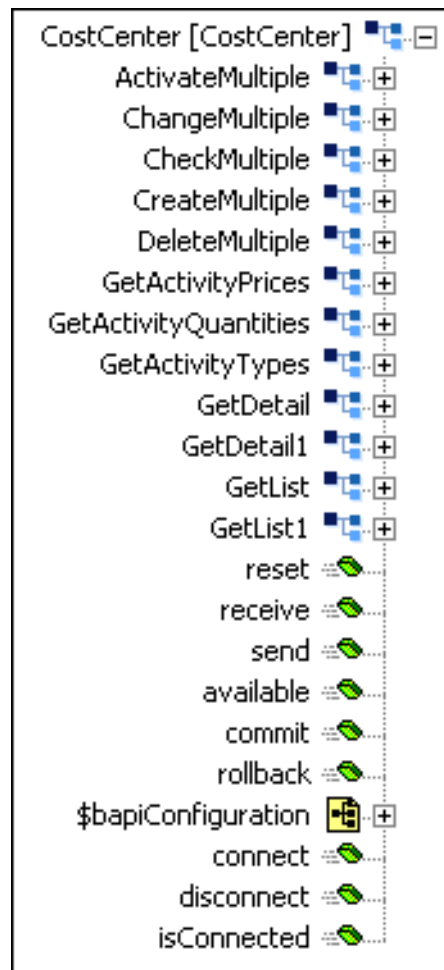 CostCenter [CostCenter]
ActivateMultiple
ChangeMultiple
CheckMultiple
CreateMultiple
DeleteMultiple
GetActivityPrices
GetActivityQuantities
GetActivityTypes
GetDetail
GetDetail1
GetList
GetList1
reset
receive
send
available
commit
rollback
$bapiConfiguration
connect
disconnect
isConnected